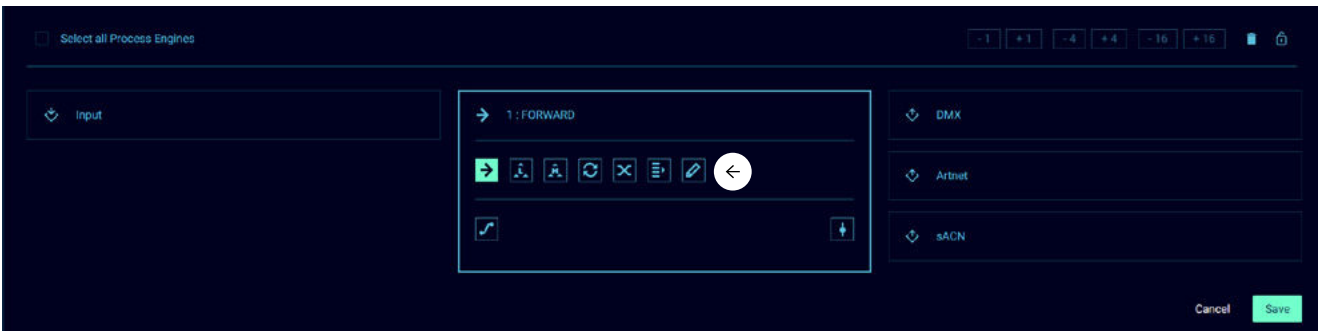 Select all Process Engines
-1 +1 -4 +4 -16 +16
Input
1 : FORWARD
L M
DMX
Artnet
sACN
Cancel Save